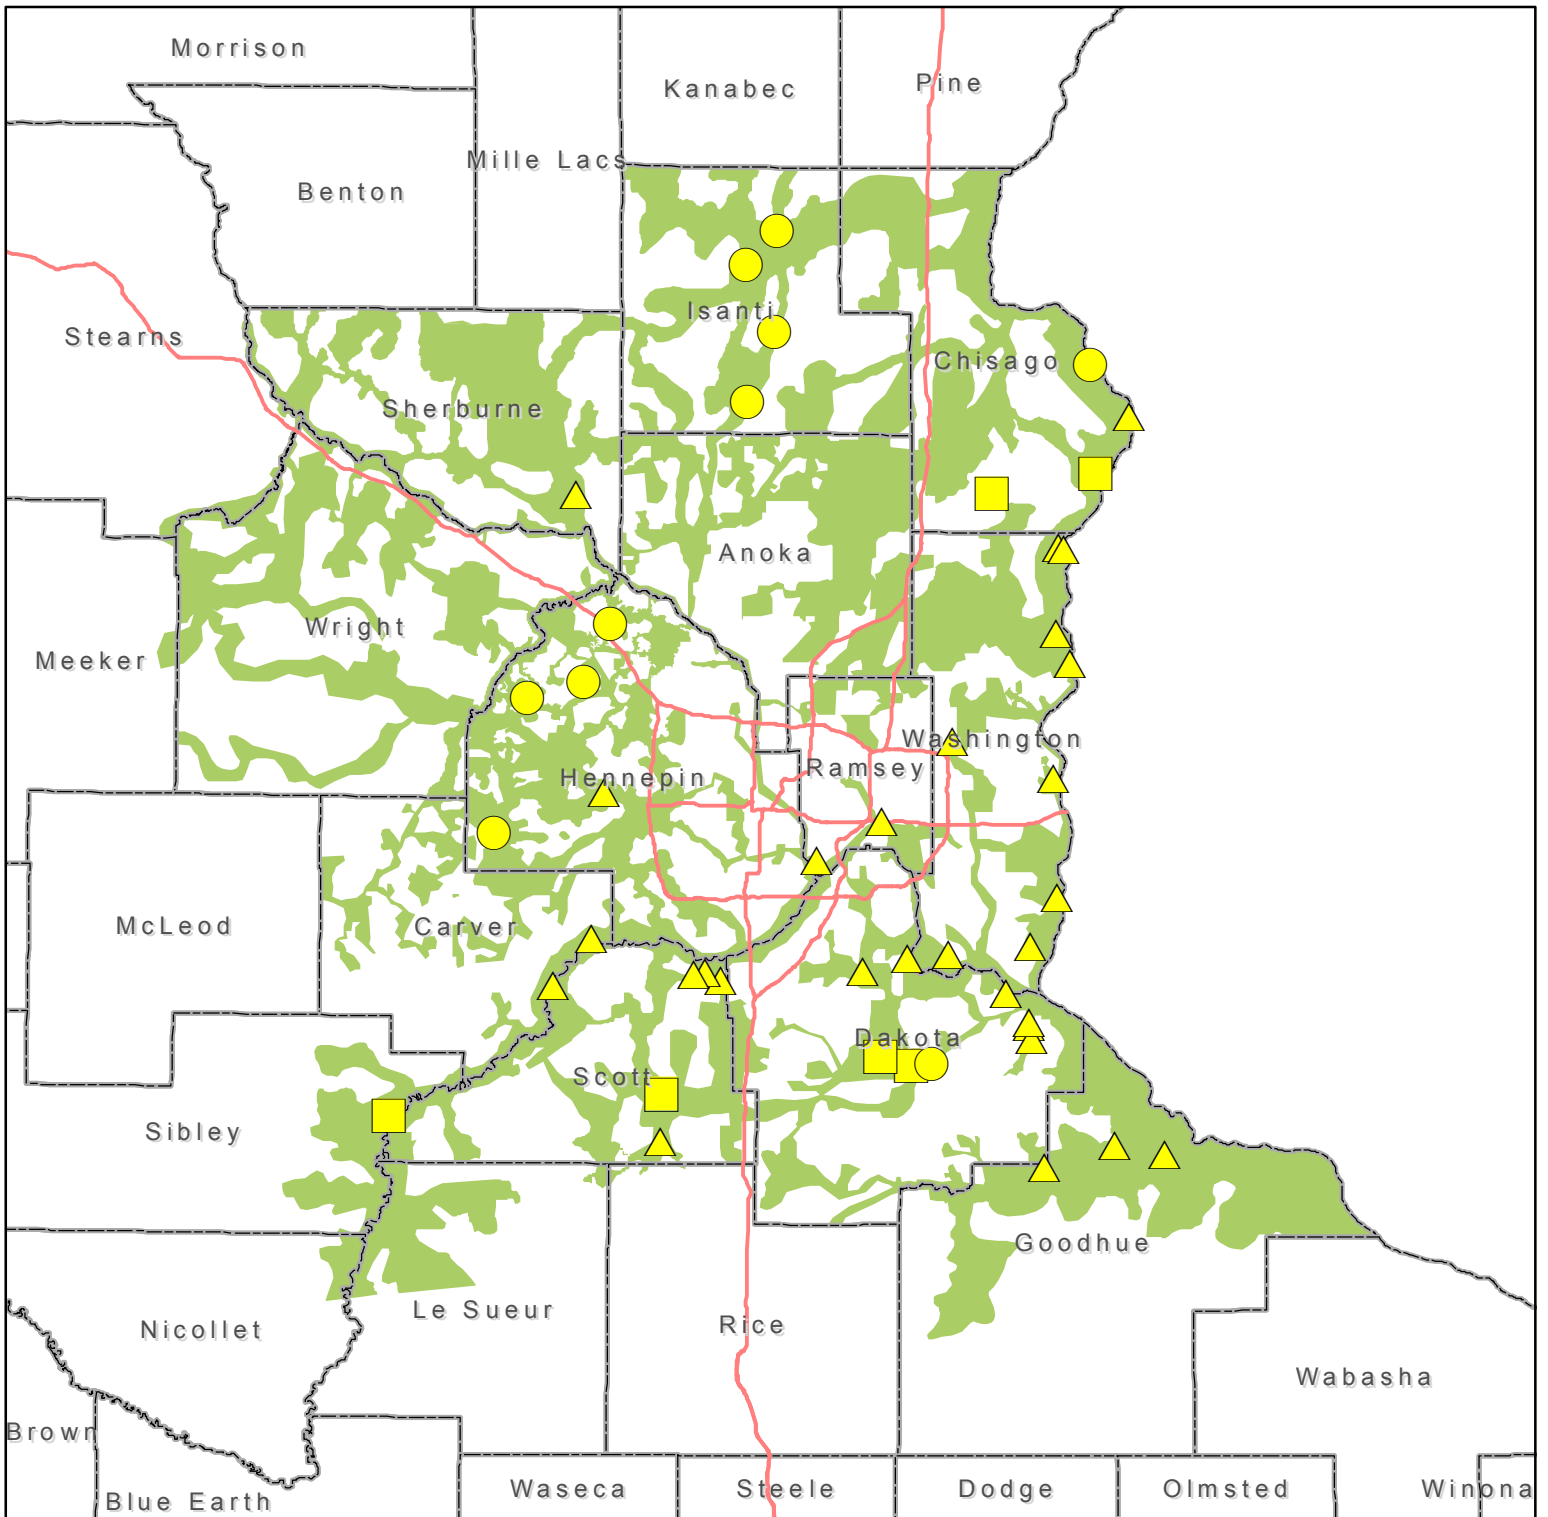 Morrison
Kanabec
Pine
Mille Lacs
Benton
Isanti
Stearns
Chisago
Sherburne
Anoka
Wright
Meeker
Washington
Ramsey
Hennepin
McLeod
Carver
Dakota
Scott
Sibley
Goodhue
Le Sueur
Rice
Nicollet
Wabasha
Brown
Waseca
Steele
Dodge
Olmsted
Winona
Blue Earth